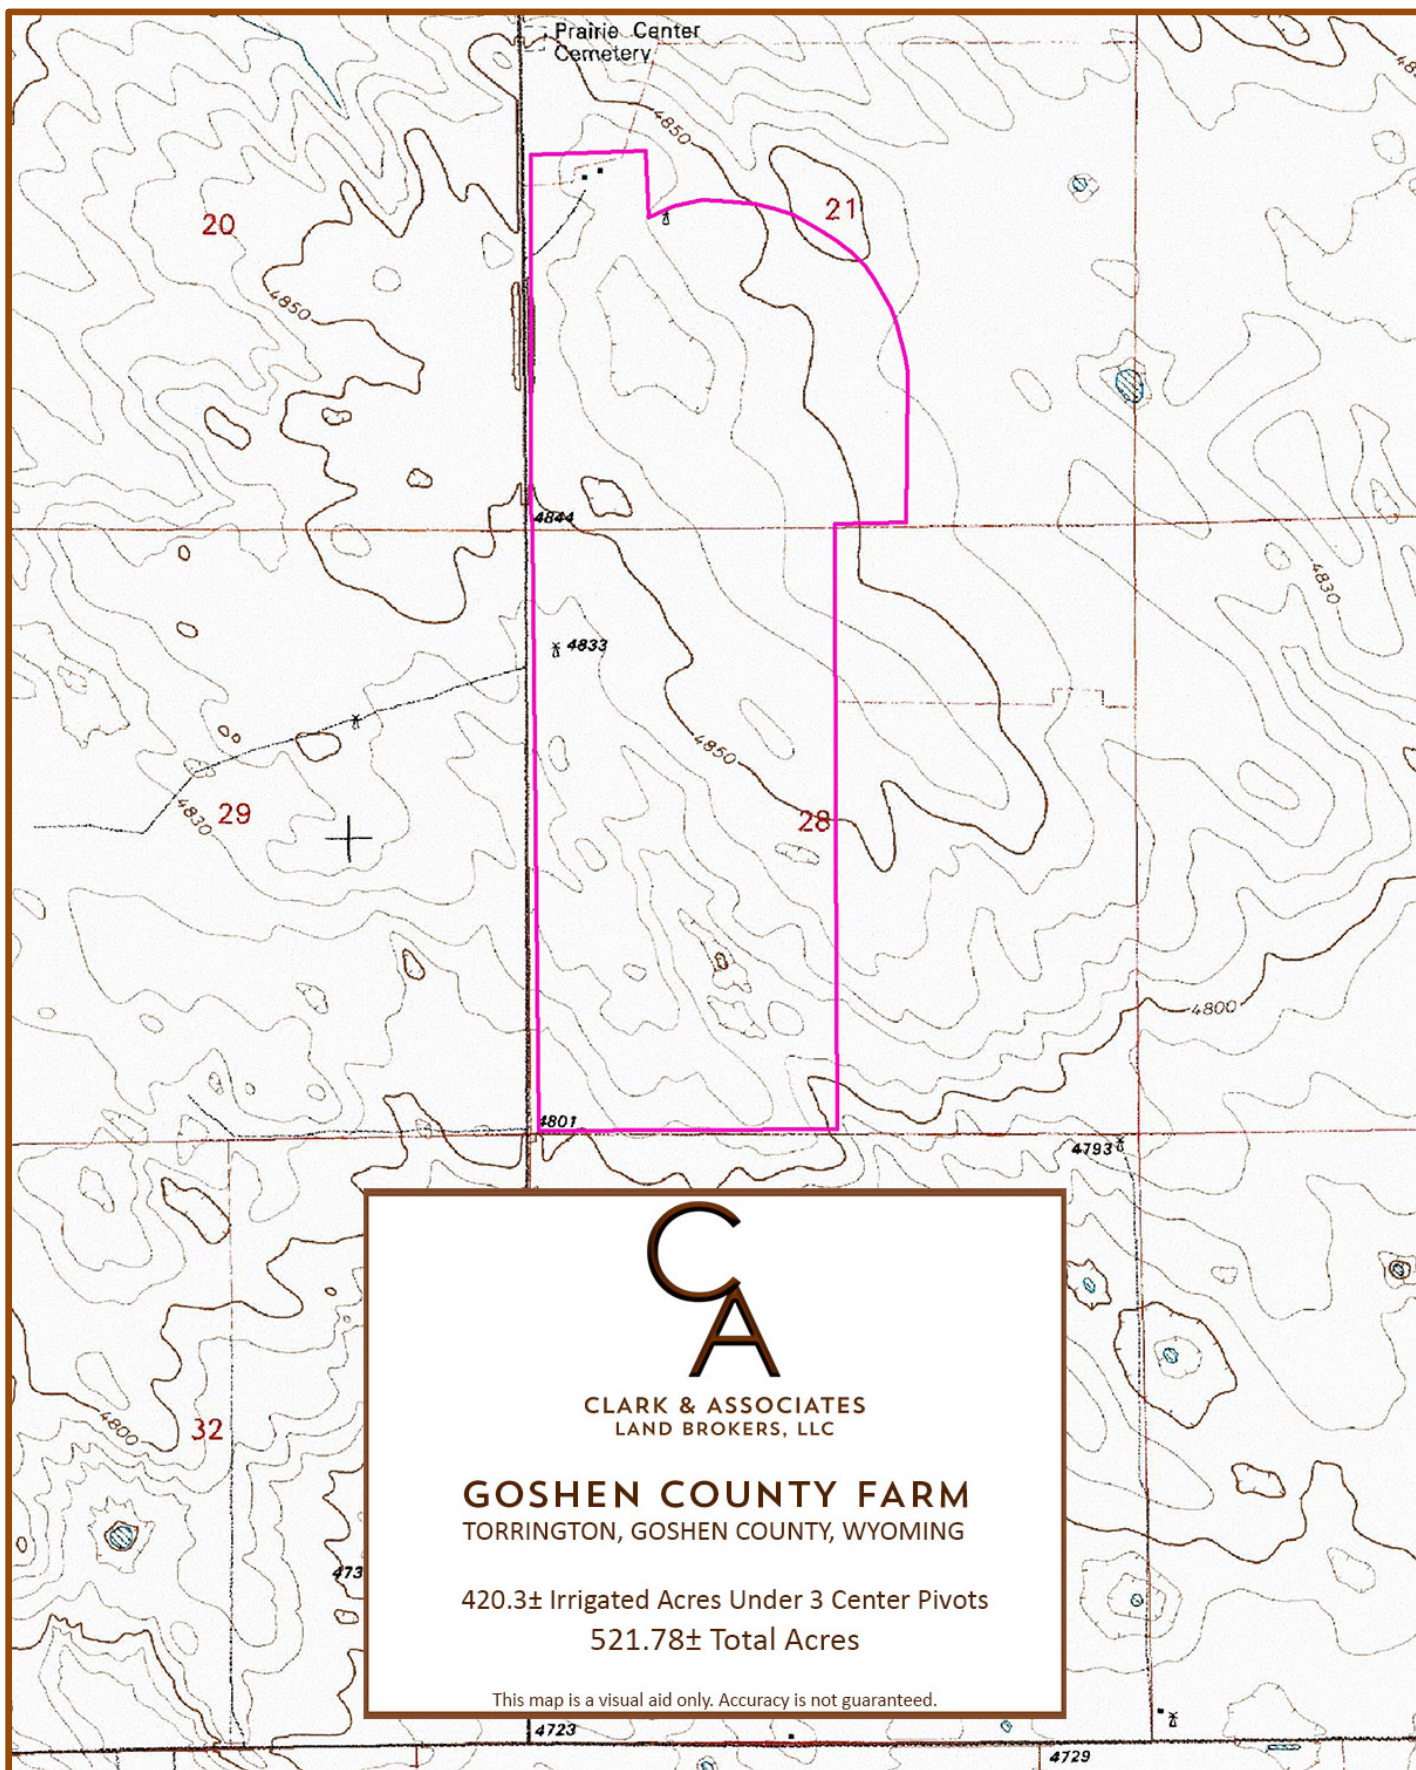 Prairie Center
Cemetery
48
4850
20
21
4850
4844
4830
4833
4850
4830
29
28
4800
4801
4793
4800
32
473
CA
CLARK & ASSOCIATES
LAND BROKERS, LLC
GOSHEN COUNTY FARM
TORRINGTON, GOSHEN COUNTY, WYOMING
420.3± Irrigated Acres Under 3 Center Pivots
521.78± Total Acres
This map is a visual aid only. Accuracy is not guaranteed.
4723
4729